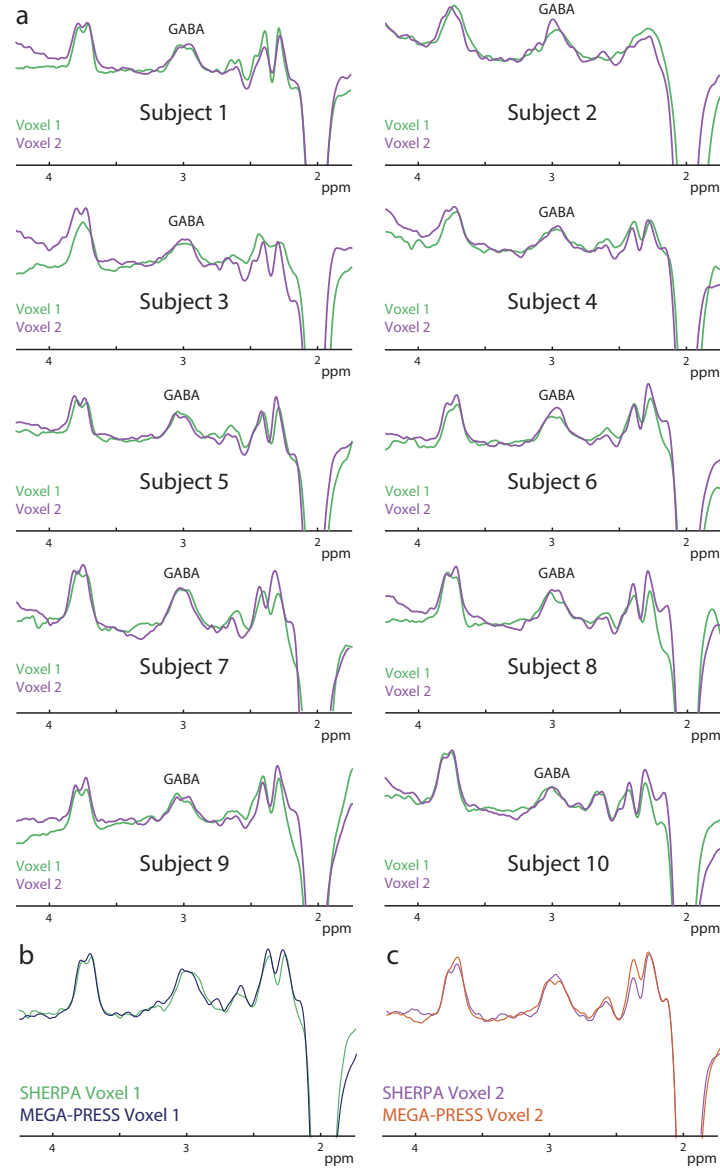 a
GABA
Subject 1
Voxel 1
Voxel 2
4
3
2
ppm
GABA
Subject 2
Voxel 1
Voxel 2
4
3
2
ppm
GABA
Subject 3
Voxel 1
Voxel 2
4
3
2
ppm
GABA
Subject 4
Voxel 1
Voxel 2
4
3
2
ppm
GABA
Subject 5
Voxel 1
Voxel 2
4
3
2
ppm
GABA
Subject 6
Voxel 1
Voxel 2
4
3
2
ppm
GABA
Subject 7
Voxel 1
Voxel 2
4
3
2
ppm
GABA
Subject 8
Voxel 1
Voxel 2
4
3
2
ppm
GABA
Subject 9
Voxel 1
Voxel 2
4
3
2
ppm
GABA
Subject 10
Voxel 1
Voxel 2
4
3
2
ppm
b
SHERPA Voxel 1
MEGA-PRESS Voxel 1
4
3
2
ppm
c
SHERPA Voxel 2
MEGA-PRESS Voxel 2
4
3
2
ppm